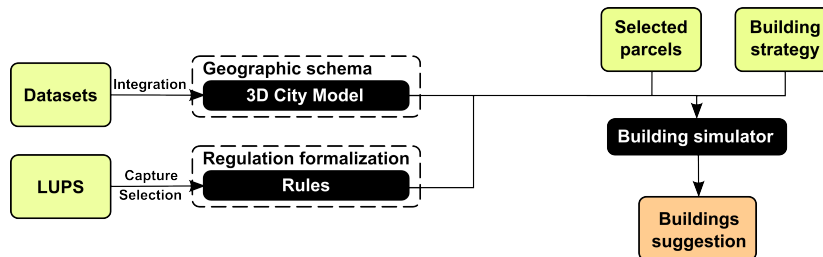 Selected
parcels
Building
strategy
Geographic schema
Datasets
Integration
3D City Model
Building simulator
Regulation formalization
LUPS
Capture
Selection
Rules
Buildings
suggestion